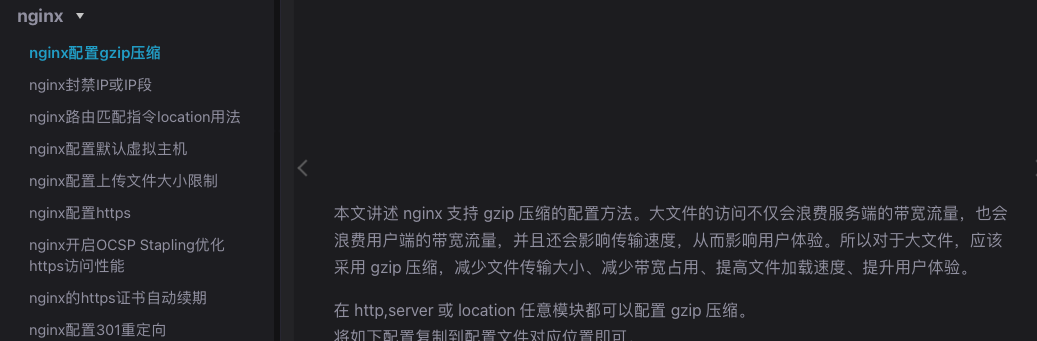 nginx
nginx配置gzip压缩
nginx封禁IP或IP段
nginx路由匹配指令location用法
nginx配置默认虚拟主机
nginx配置上传文件大小限制
nginx配置https
nginx开启OCSP Stapling优化
https访问性能
nginx的https证书自动续期
nginx配置301重定向
本文讲述 nginx 支持 gzip 压缩的配置方法。大文件的访问不仅会浪费服务端的带宽流量，也会
浪费用户端的带宽流量，并且还会影响传输速度，从而影响用户体验。所以对于大文件，应该
采用 gzip 压缩，减少文件传输大小、减少带宽占用、提高文件加载速度、提升用户体验。
在 http,server 或 location 任意模块都可以配置 gzip 压缩。
将如下配置复制到配置文件对应位置即可